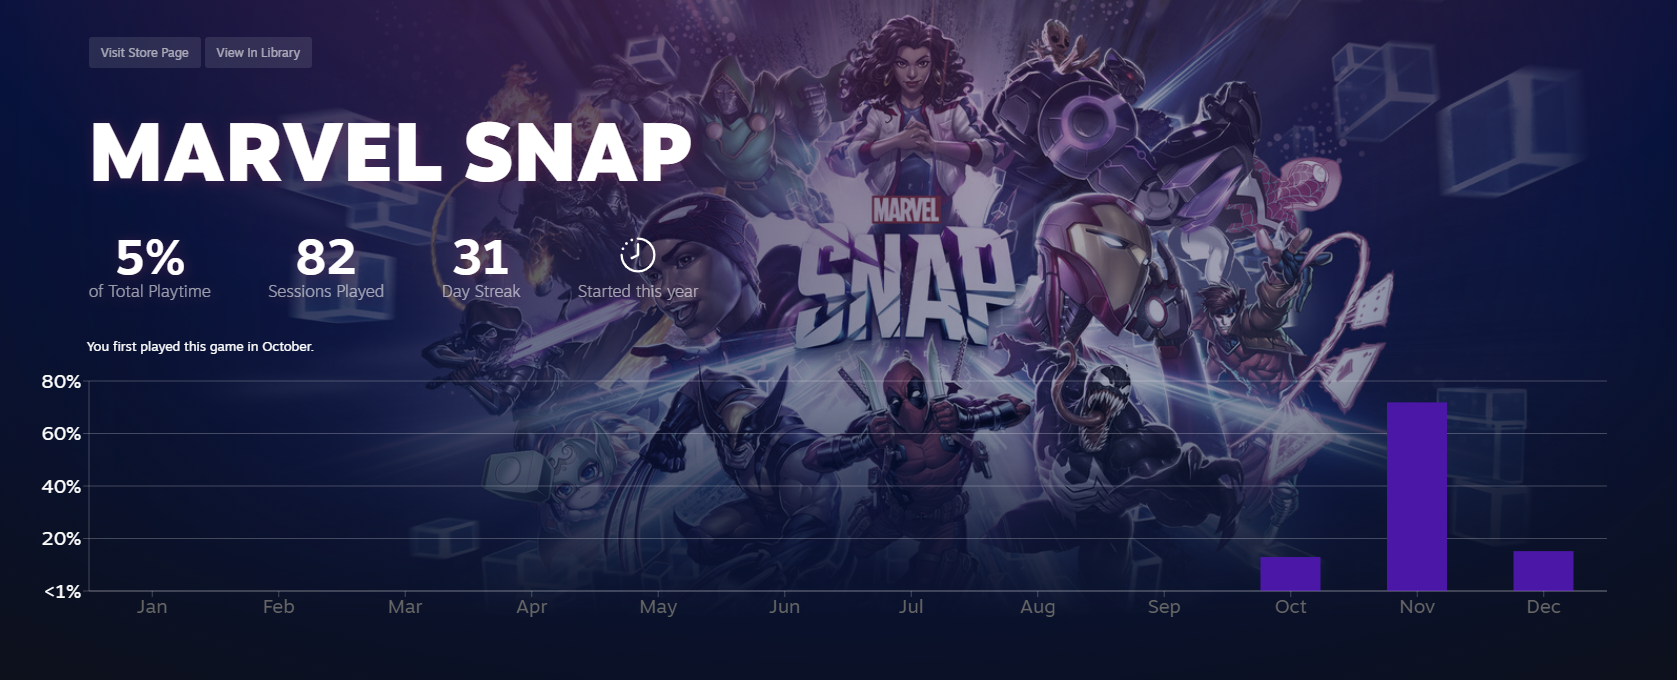 Visit Store Page View In Library
MARVEL SNAP
5% 82 31
of Total Playtime Sessions Played Day Streak Started this year
You first played this game in October.
MARVEL
SNAP
80%
60%
40%
20%
<1%
Jan Feb Mar Apr May Jun Jul Aug Sep Oct Nov Dec